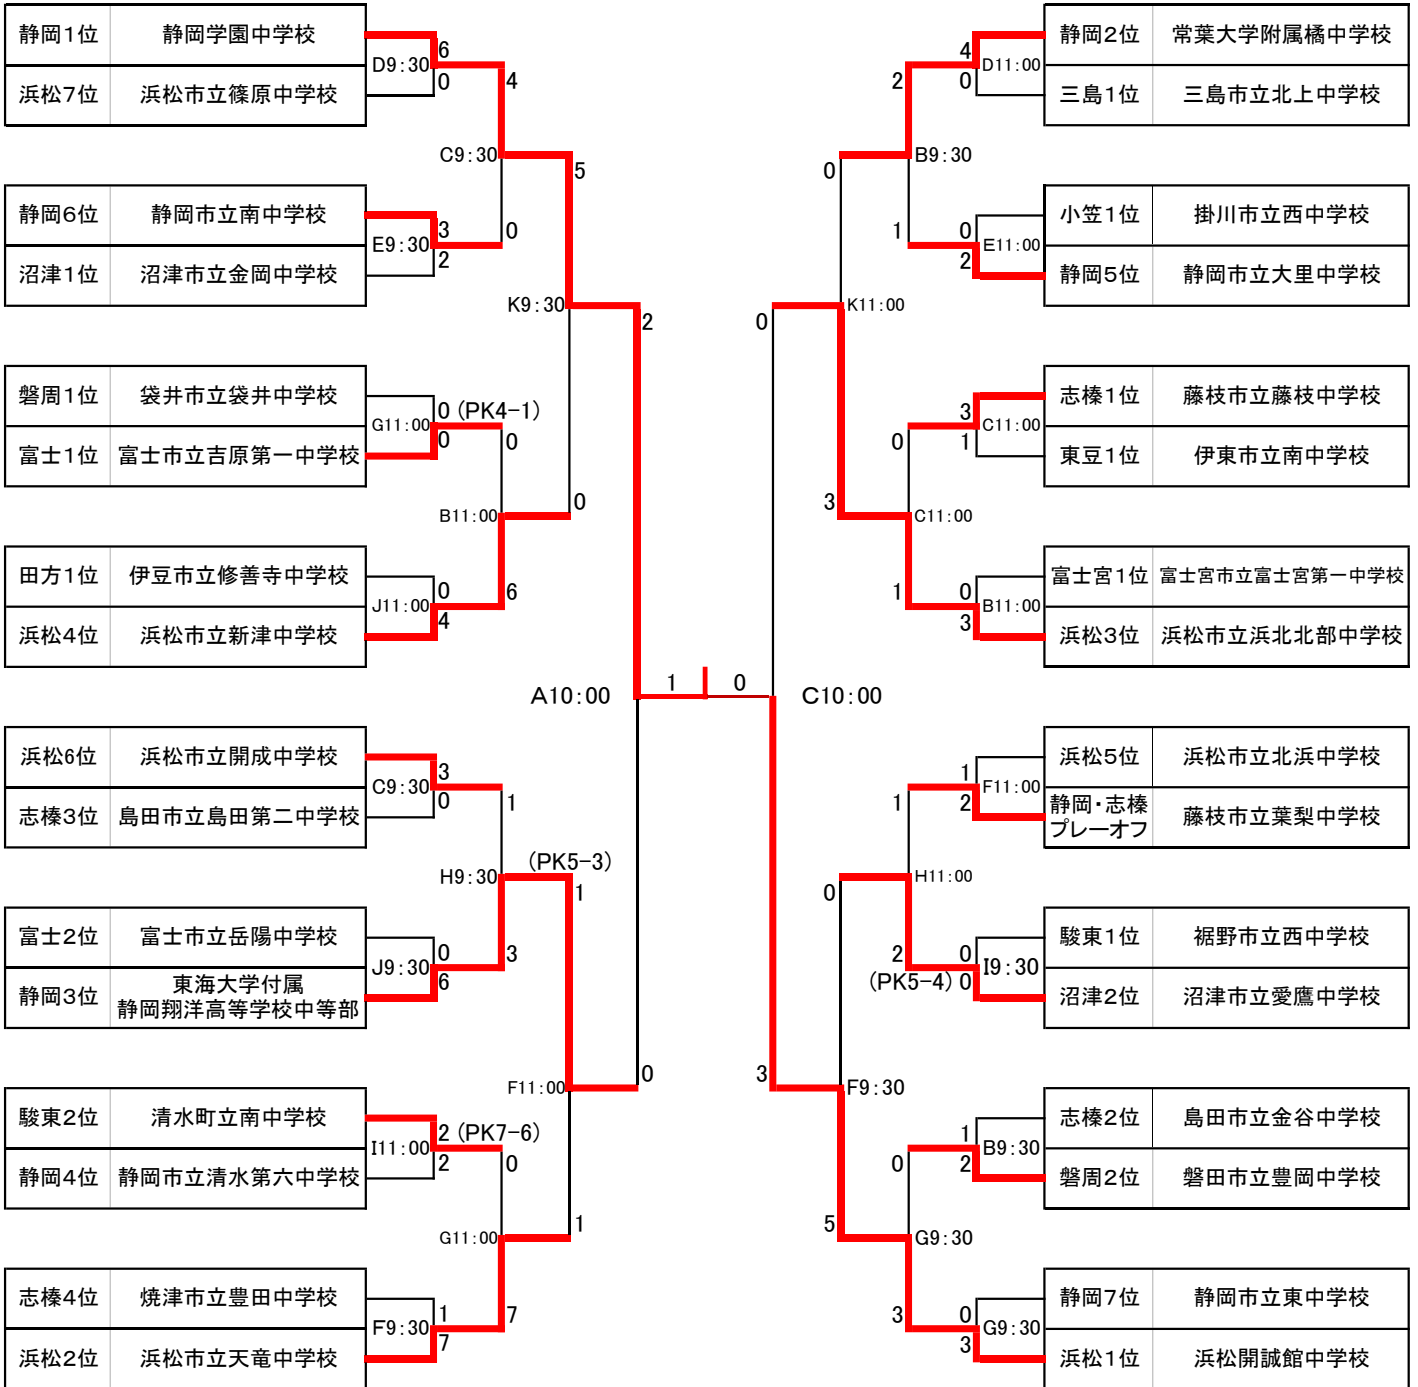 静岡1位 静岡学園中学校
浜松7位 浜松市立篠原中学校
D9:30
6
0
4
C9:30
静岡6位 静岡市立南中学校
沼津1位 沼津市立金岡中学校
E9:30
3
2
0
5
K9:30
磐周1位 袋井市立袋井中学校
富士1位 富士市立吉原第一中学校
G11:00
0 (PK4-1)
0
0
B11:00
田方1位 伊豆市立修善寺中学校
浜松4位 浜松市立新津中学校
J11:00
0
4
6
0
2
A10:00
1
浜松6位 浜松市立開成中学校
志榛3位 島田市立島田第二中学校
C9:30
3
0
1
H9:30
(PK5-3)
1
富士2位 富士市立岳陽中学校
静岡3位 東海大学付属
静岡翔洋高等学校中等部
J9:30
0
6
3
F11:00
0
駿東2位 清水町立南中学校
静岡4位 静岡市立清水第六中学校
I11:00
2 (PK7-6)
2
0
G11:00
1
志榛4位 焼津市立豊田中学校
浜松2位 浜松市立天竜中学校
F9:30
1
7
7
静岡2位 常葉大学附属橘中学校
三島1位 三島市立北上中学校
D11:00
4
0
2
B9:30
0
小笠1位 掛川市立西中学校
静岡5位 静岡市立大里中学校
E11:00
0
2
1
K11:00
0
志榛1位 藤枝市立藤枝中学校
東豆1位 伊東市立南中学校
C11:00
3
1
0
C11:00
3
富士宮1位 富士宮市立富士宮第一中学校
浜松3位 浜松市立浜北北部中学校
B11:00
0
3
1
0
C10:00
浜松5位 浜松市立北浜中学校
静岡・志榛
プレーオフ 藤枝市立葉梨中学校
F11:00
1
2
1
H11:00
0
駿東1位 裾野市立西中学校
沼津2位 沼津市立愛鷹中学校
I9:30
0
(PK5-4) 0
2
F9:30
3
志榛2位 島田市立金谷中学校
磐周2位 磐田市立豊岡中学校
B9:30
1
2
0
G9:30
5
静岡7位 静岡市立東中学校
浜松1位 浜松開誠館中学校
G9:30
0
3
3